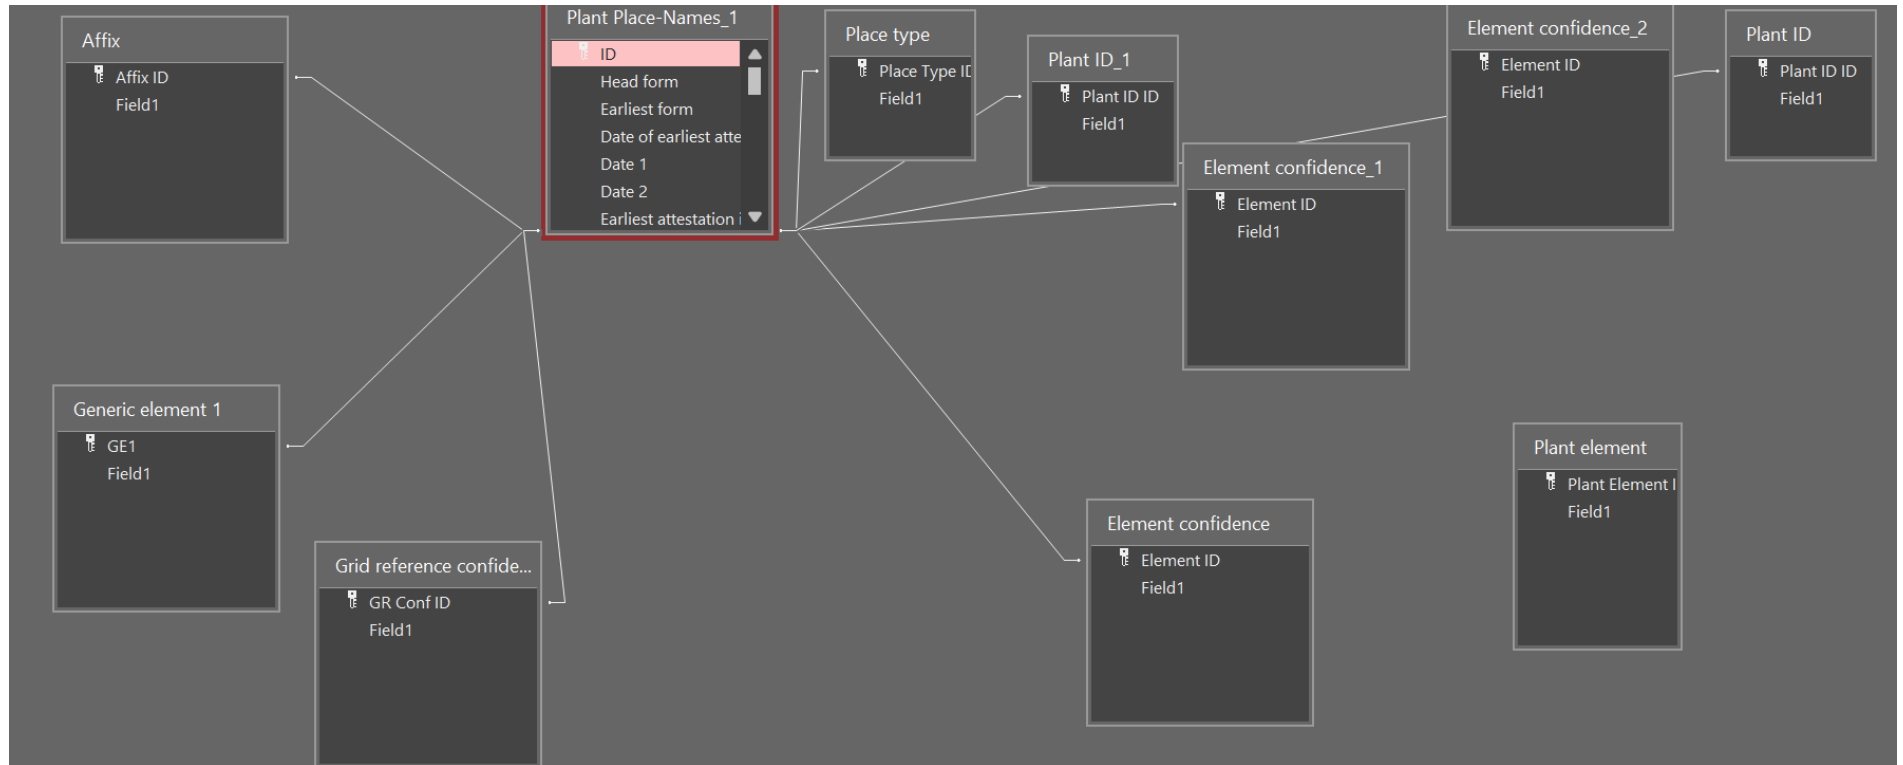 Affix
Affix ID
Field1
Plant Place-Names_1
ID
Head form
Earliest form
Date of earliest atte
Date 1
Date 2
Earliest attestation i
Place type
Place Type ID
Field1
Plant ID_1
Plant ID ID
Field1
Element confidence_1
Element ID
Field1
Element confidence_2
Element ID
Field1
Plant ID
Plant ID ID
Field1
Generic element 1
GE1
Field1
Grid reference confide...
GR Conf ID
Field1
Element confidence
Element ID
Field1
Plant element
Plant Element I
Field1